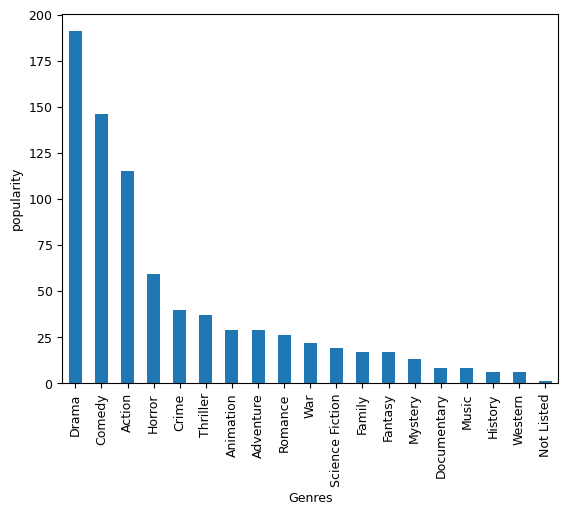 200
175
150
125
100
75
50
25
0
popularity
Drama
Comedy
Action
Horror
Crime
Thriller
Animation
Adventure
Romance
War
Science Fiction
Family
Fantasy
Mystery
Documentary
Music
History
Western
Not Listed
Genres